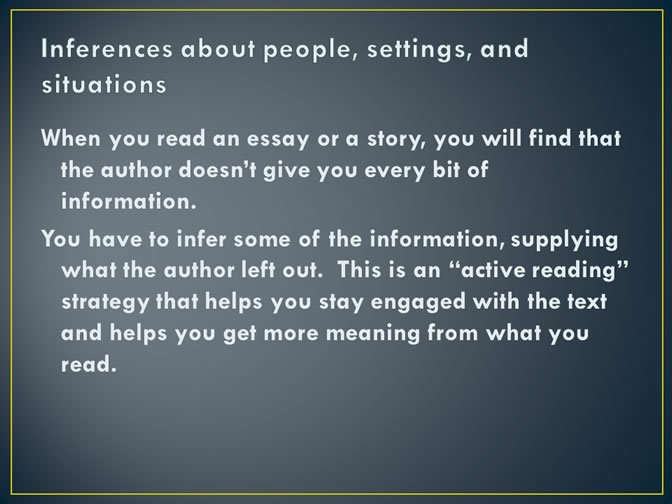 Inferences about people, settings, and
situations
When you read an essay or a story, you will find that
the author doesn’t give you every bit of
information.
You have to infer some of the information, supplying
what the author left out.  This is an “active reading”
strategy that helps you stay engaged with the text
and helps you get more meaning from what you
read.